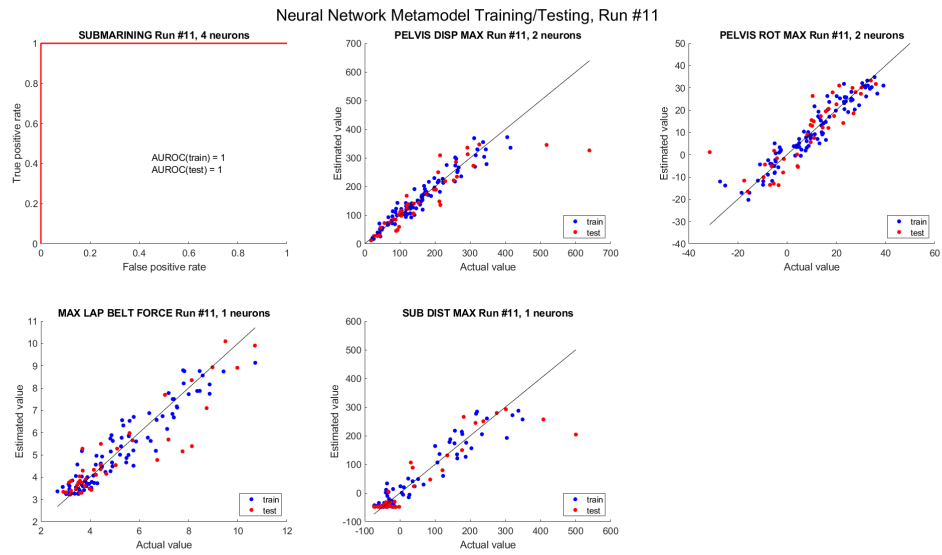 Neural Network Metamodel Training/Testing, Run #11
SUBMARINING Run #11, 4 neurons
True positive rate
1
0.8
0.6
0.4
0.2
0
AUROC(train) = 1
AUROC(test) = 1
0 0.2 0.4 0.6 0.8 1
False positive rate
PELVIS DISP MAX Run #11, 2 neurons
Estimated value
700
600
500
400
300
200
100
0
train
test
0 100 200 300 400 500 600 700
Actual value
PELVIS ROT MAX Run #11, 2 neurons
Estimated value
50
40
30
20
10
0
-10
-20
-30
-40
train
test
-40 -20 0 20 40 60
Actual value
MAX LAP BELT FORCE Run #11, 1 neurons
Estimated value
11
10
9
8
7
6
5
4
3
2
train
test
2 4 6 8 10 12
Actual value
SUB DIST MAX Run #11, 1 neurons
Estimated value
600
500
400
300
200
100
0
-100
train
test
-100 0 100 200 300 400 500 600
Actual value